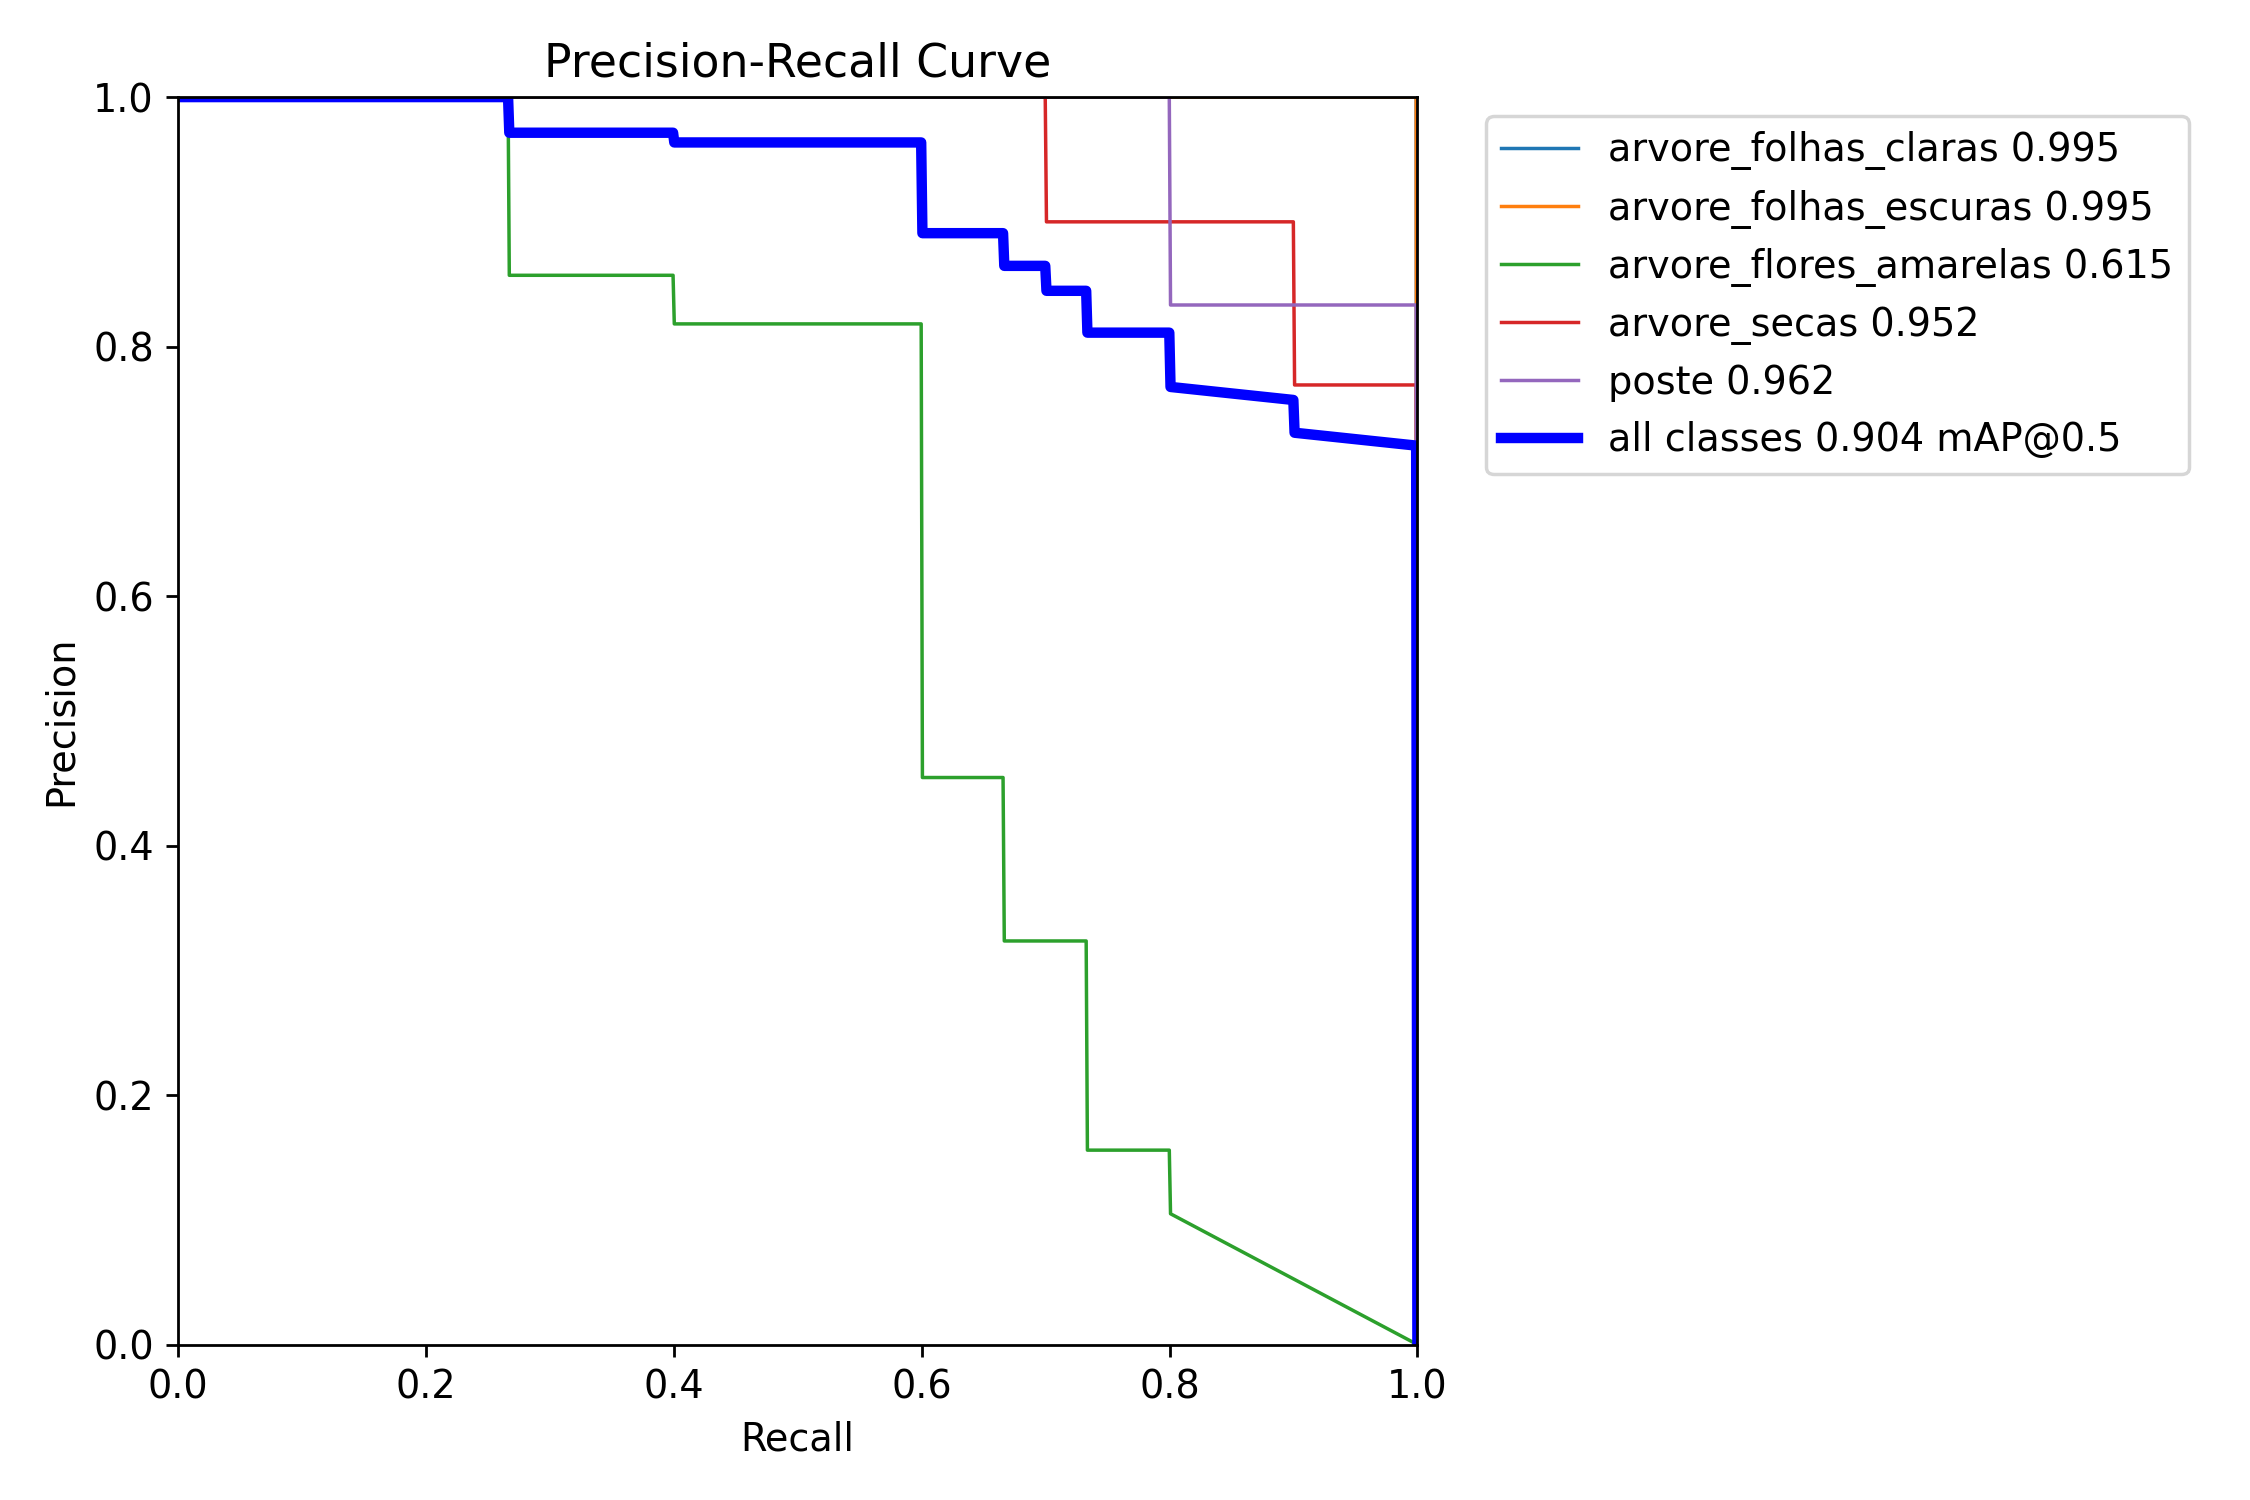 Precision-Recall Curve
1.0
0.8
0.6
0.4
0.2
0.0
Precision
0.0 0.2 0.4 0.6 0.8 1.0
Recall
arvore_folhas_claras 0.995
arvore_folhas_escuras 0.995
arvore_flores_amarelas 0.615
arvore_secas 0.952
poste 0.962
all classes 0.904 mAP@0.5